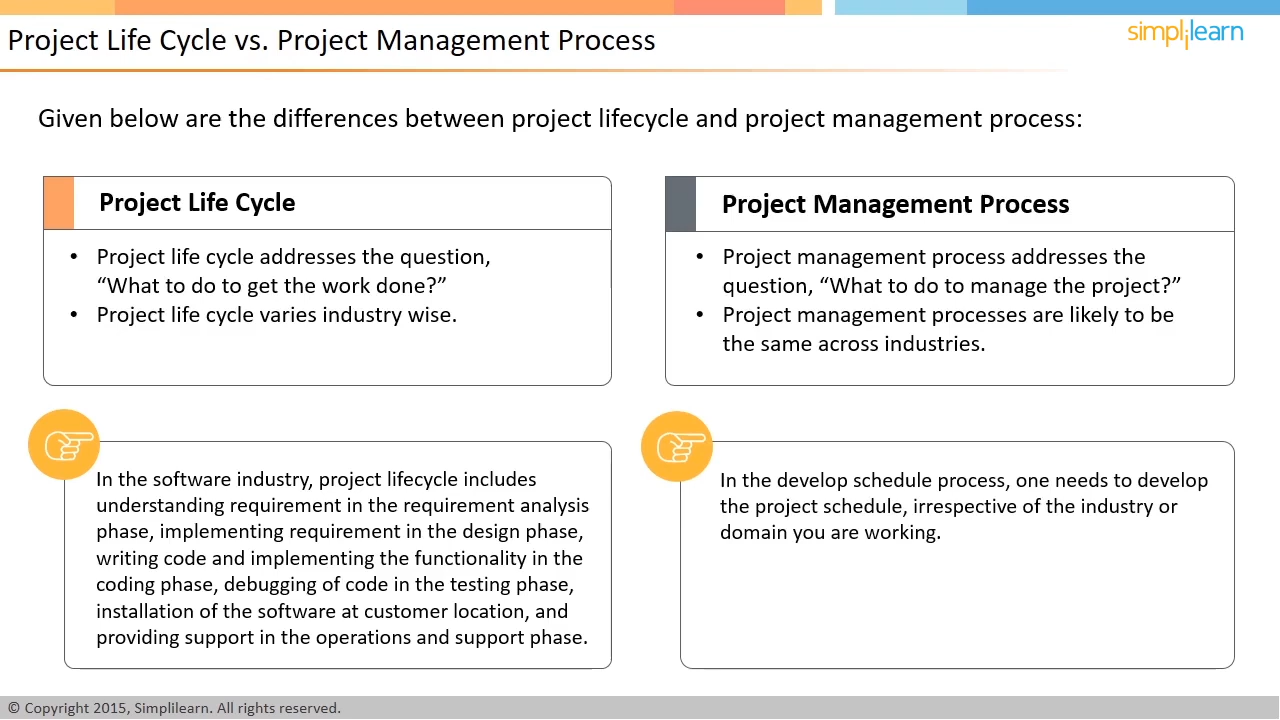 Project Life Cycle vs. Project Management Process
simplilearn
Given below are the differences between project lifecycle and project management process:
Project Life Cycle
• Project life cycle addresses the question,
“What to do to get the work done?”
• Project life cycle varies industry wise.
Project Management Process
• Project management process addresses the
question, “What to do to manage the project?”
• Project management processes are likely to be
the same across industries.
In the software industry, project lifecycle includes
understanding requirement in the requirement analysis
phase, implementing requirement in the design phase,
writing code and implementing the functionality in the
coding phase, debugging of code in the testing phase,
installation of the software at customer location, and
providing support in the operations and support phase.
In the develop schedule process, one needs to develop
the project schedule, irrespective of the industry or
domain you are working.
© Copyright 2015, Simplilearn. All rights reserved.